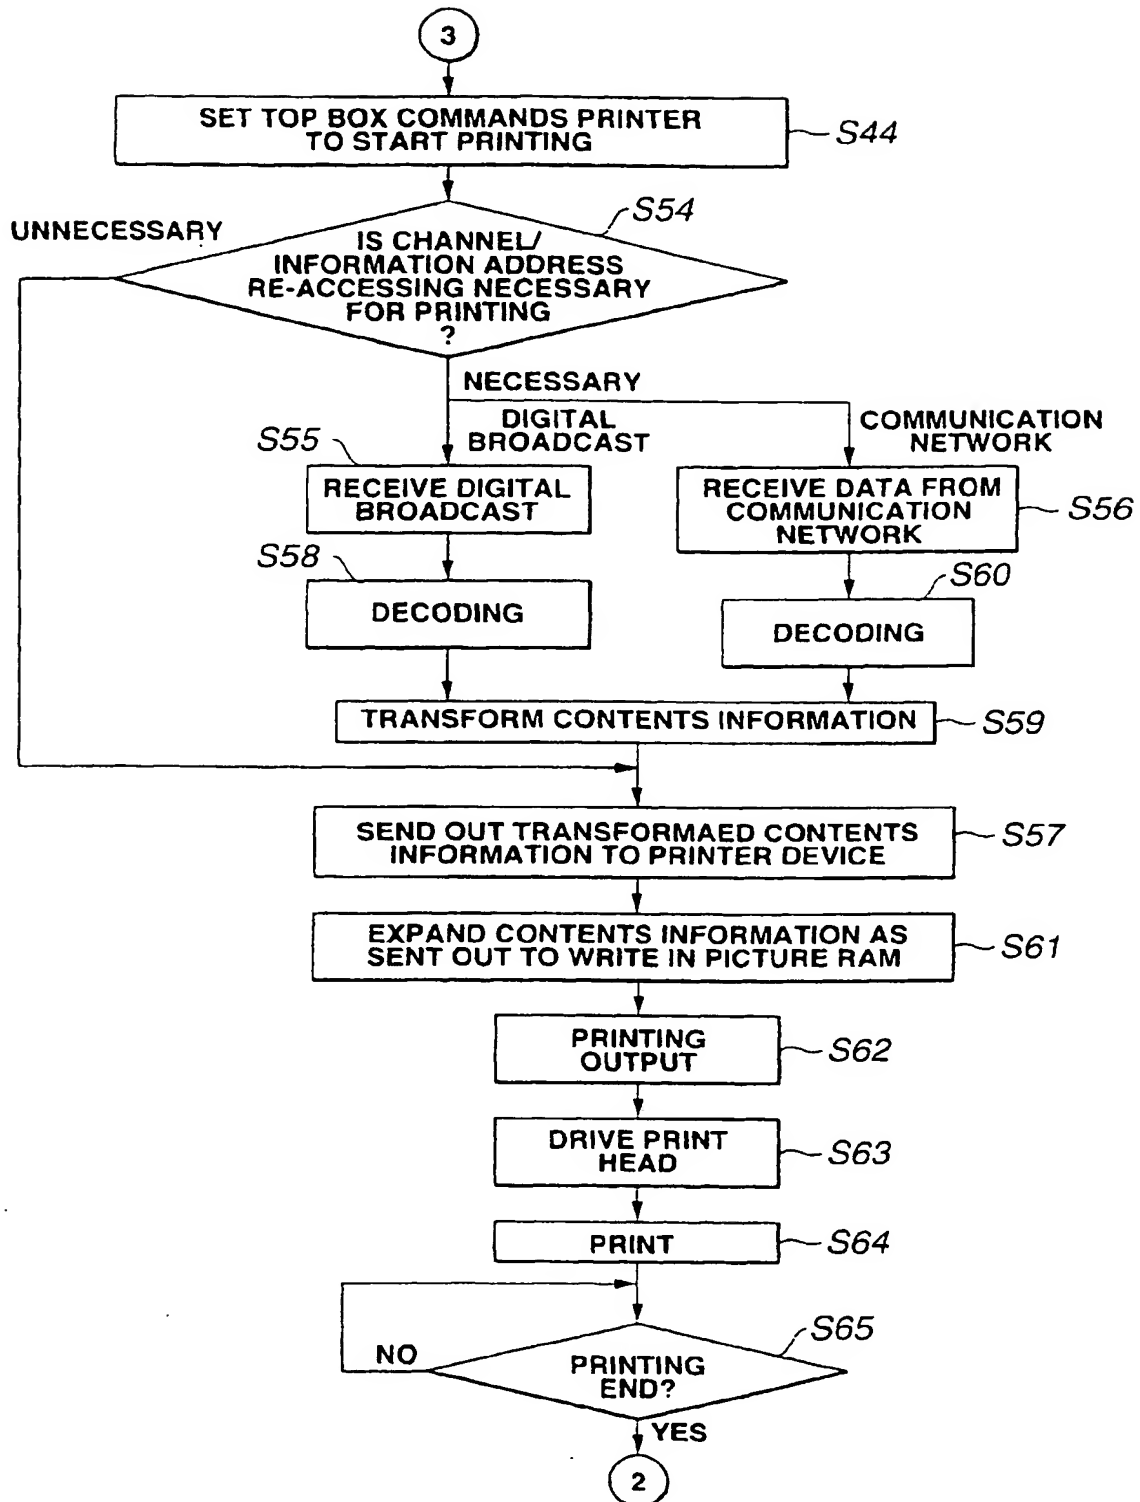 3
SET TOP BOX COMMANDS PRINTER
TO START PRINTING
S44
S54
UNNECESSARY
IS CHANNEL/
INFORMATION ADDRESS
RE-ACCESSING NECESSARY
FOR PRINTING
?
NECESSARY
DIGITAL
BROADCAST
COMMUNICATION
NETWORK
S55
RECEIVE DIGITAL
BROADCAST
RECEIVE DATA FROM
COMMUNICATION
NETWORK
S56
S58
DECODING
S60
DECODING
TRANSFORM CONTENTS INFORMATION
S59
SEND OUT TRANSFORMAED CONTENTS
INFORMATION TO PRINTER DEVICE
S57
EXPAND CONTENTS INFORMATION AS
SENT OUT TO WRITE IN PICTURE RAM
S61
PRINTING
OUTPUT
S62
DRIVE PRINT
HEAD
S63
PRINT
S64
S65
NO
PRINTING
END?
YES
2